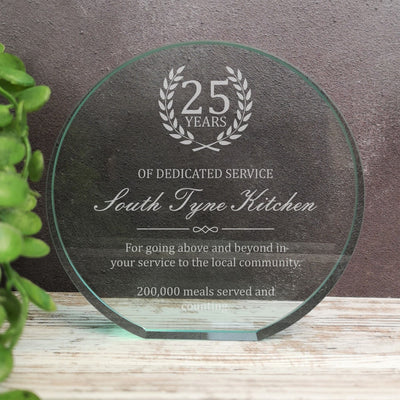 25
YEARS
OF DEDICATED SERVICE
South Tyne Kitchen
For going above and beyond in
your service to the local community.
200,000 meals served and
counting.